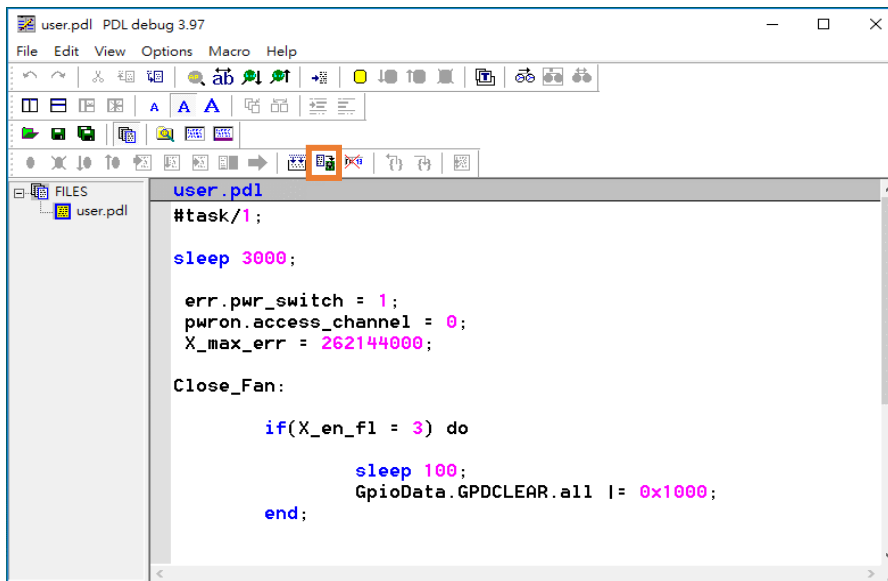 user.pdl PDL debug 3.97
File Edit View Options Macro Help
FILES
user.pdl
user.pdl
#task/1;
sleep 3000;
err.pwr_switch = 1;
pwron.access_channel = 0;
X_max_err = 262144000;
Close_Fan:
if(X_en_fl = 3) do
sleep 100;
GpioData.GPDCLEAR.all |= 0x1000;
end;